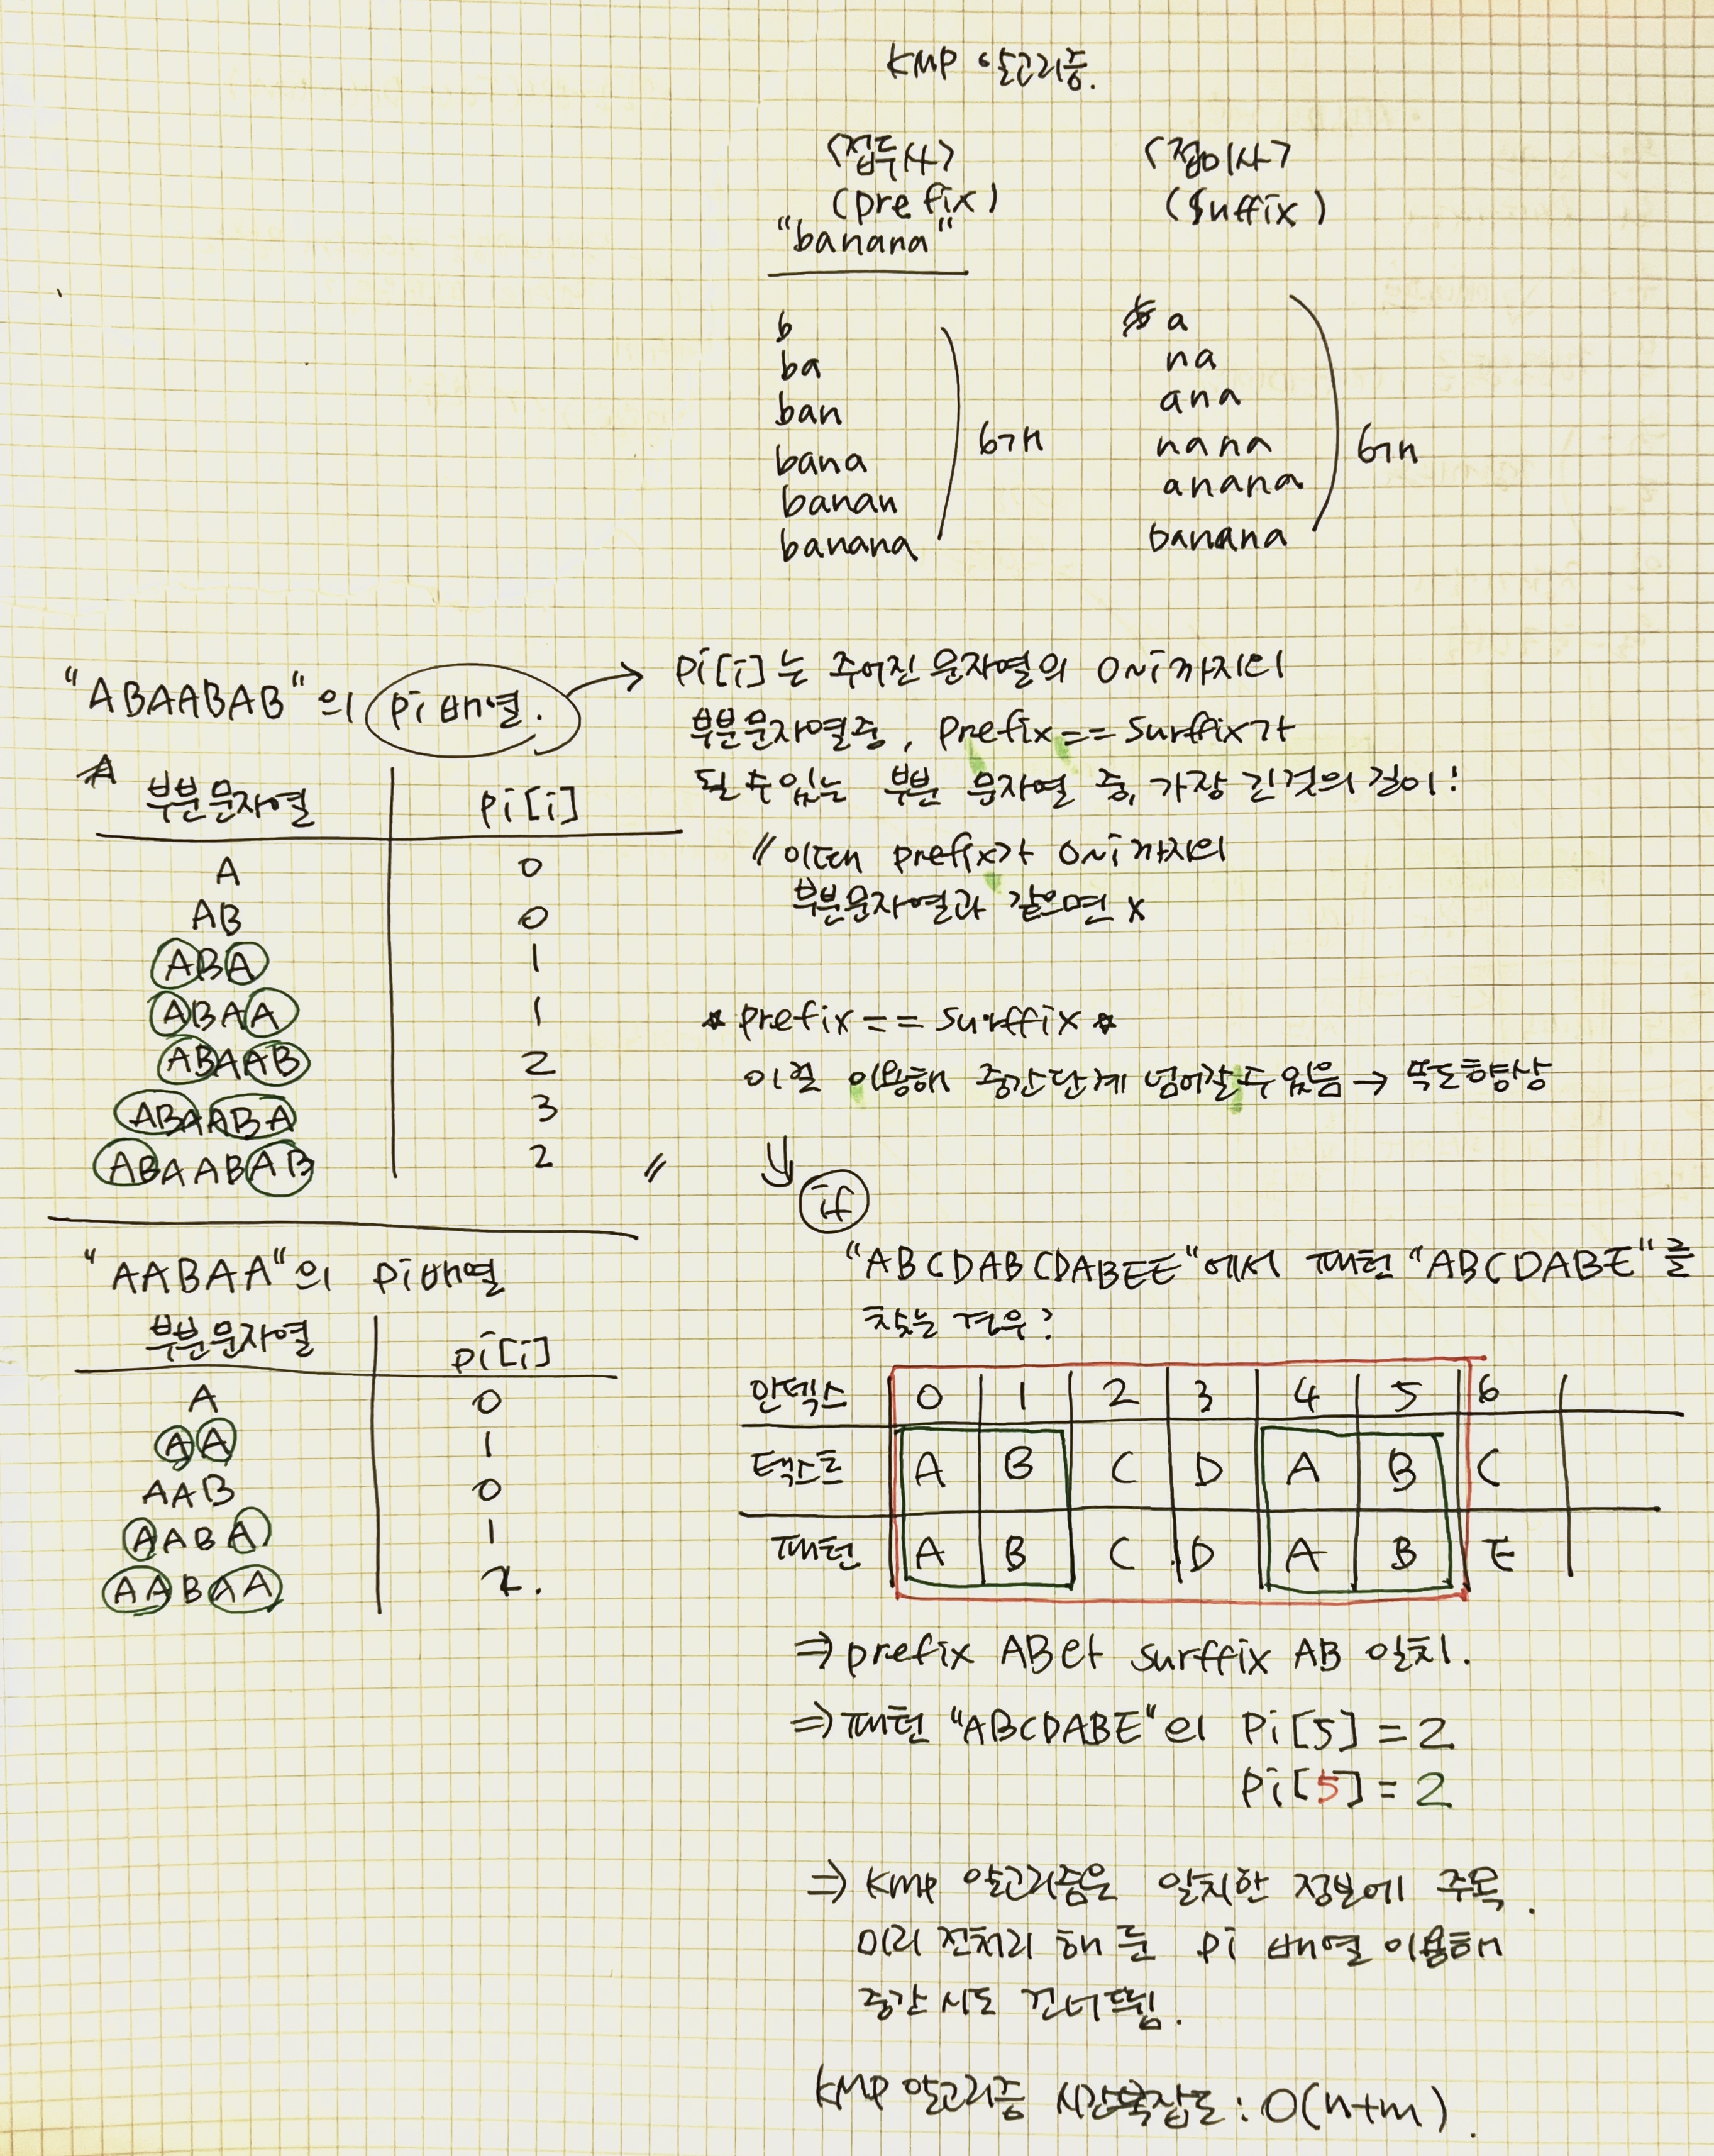 KMP 알고리즘.
<접두사> <접미사>
(prefix) (suffix)
"banana"
b a
ba na
ban ana
bana nana
banan anana
banana banana
6개 6개
"ABAABAB"의 pi 배열.
→ pi[i]는 주어진 문자열의 0~i까지의
부분문자열중, prefix == surffix가
될 수 있는 부분 문자열 중, 가장 긴것의 길이!
// 이때 prefix가 0~i까지의
부분문자열과 같으면 x
부분문자열 pi[i]
A 0
AB 0
ABA 1
ABAA 1
ABAAB 2
ABAABA 3
ABAABAB 2 //
* prefix == surffix *
이걸 이용해 중간단계 넘어갈 수 있음 → 속도향상
if
"ABCDABCDABEE"에서 패턴 "ABCDABE"를
찾는 경우?
"AABAA"의 pi배열
부분문자열 pi[i]
A 0
AA 1
AAB 0
AABA 1
AABAA 2.
인덱스 0 1 2 3 4 5 6
텍스트 A B C D A B C
패턴 A B C D A B E
⇒ prefix AB와 surffix AB 일치.
⇒ 패턴 "ABCDABE"의 Pi[5] = 2
Pi[5] = 2
⇒ KMP 알고리즘은 일치한 정보에 주목.
미리 전처리 해 둔 pi 배열 이용해
중간 시도 건너뜀.
KMP 알고리즘 시간복잡도 : O(n+m).